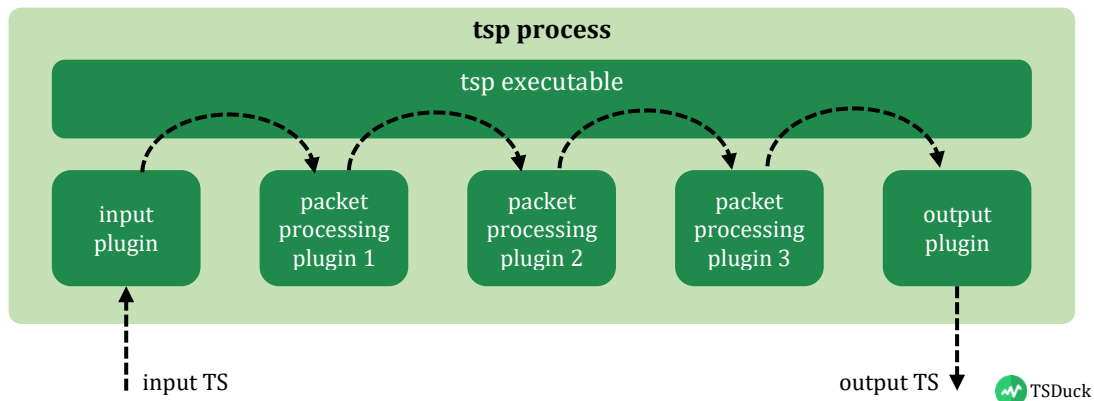 tsp process
tsp executable
input
plugin
packet
processing
plugin 1
packet
processing
plugin 2
packet
processing
plugin 3
output
plugin
input TS
output TS
TSDuck